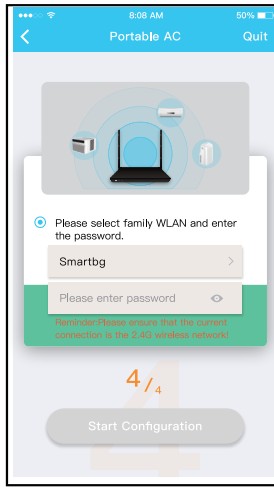 8:08 AM 50%
Portable AC Quit
Please select family WLAN and enter
the password.
Smartbg
Please enter password
Reminder:Please ensure that the current
connection is the 2.4G wireless network!
4/4
Start Configuration